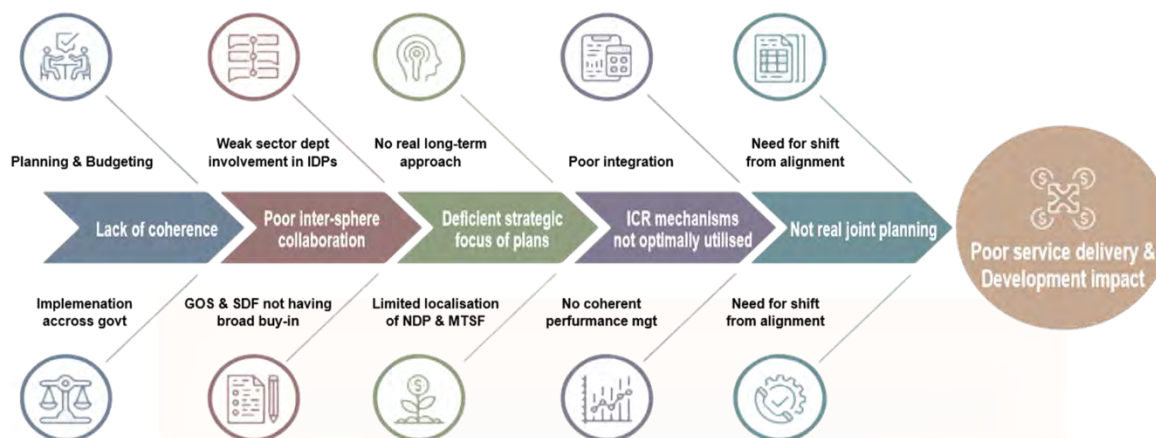 Planning & Budgeting
Weak sector dept
involvement in IDPs
No real long-term
approach
Poor integration
Need for shift
from alignment
Lack of coherence
Poor inter-sphere
collaboration
Deficient strategic
focus of plans
ICR mechanisms
not optimally utilised
Not real joint planning
Poor service delivery &
Development impact
Implemenation
accross govt
GOS & SDF not having
broad buy-in
Limited localisation
of NDP & MTSF
No coherent
perfurmance mgt
Need for shift
from alignment